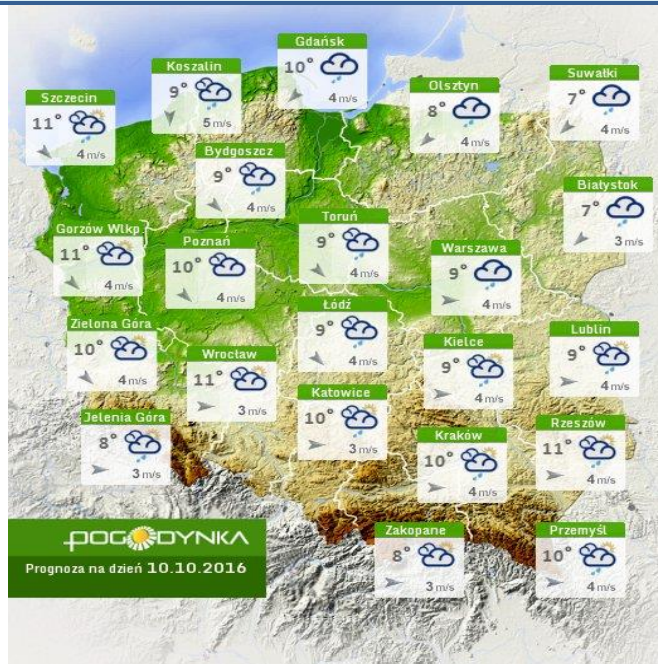 Gdańsk
10° 4 m/s
Koszalin
9° 5 m/s
Suwałki
7° 4 m/s
Olsztyn
8° 4 m/s
Szczecin
11° 4 m/s
Bydgoszcz
9° 4 m/s
Białystok
7° 3 m/s
Toruń
9° 4 m/s
Gorzów Wlkp.
11° 4 m/s
Poznań
10° 4 m/s
Warszawa
9° 4 m/s
Łódź
9° 4 m/s
Zielona Góra
10° 4 m/s
Lublin
9° 4 m/s
Kielce
9° 4 m/s
Wrocław
11° 3 m/s
Katowice
10° 3 m/s
Jelenia Góra
8° 3 m/s
Rzeszów
11° 4 m/s
Kraków
10° 4 m/s
Zakopane
8° 3 m/s
Przemyśl
10° 4 m/s
POGODYNKA
Prognoza na dzień 10.10.2016